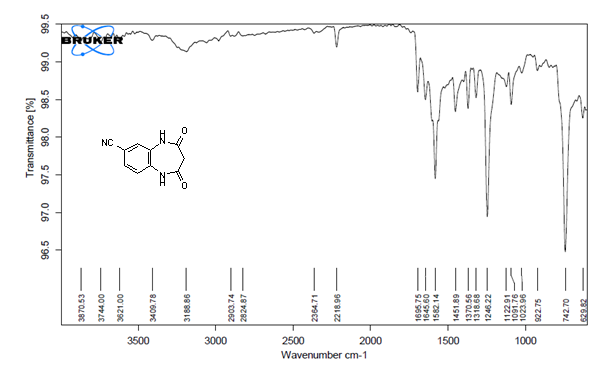 99.5
99.0
98.5
98.0
97.5
97.0
96.5
Transmittance [%]
BRUKER
H
N
O
NC
N
H
O
3870.53
3744.00
3621.00
3409.78
3188.86
2903.74
2824.87
2364.71
2218.96
1695.75
1645.60
1582.14
1451.89
1370.56
1318.68
1246.22
1122.91
1091.76
1023.96
922.75
742.70
629.82
3500 3000 2500 2000 1500 1000
Wavenumber cm-1